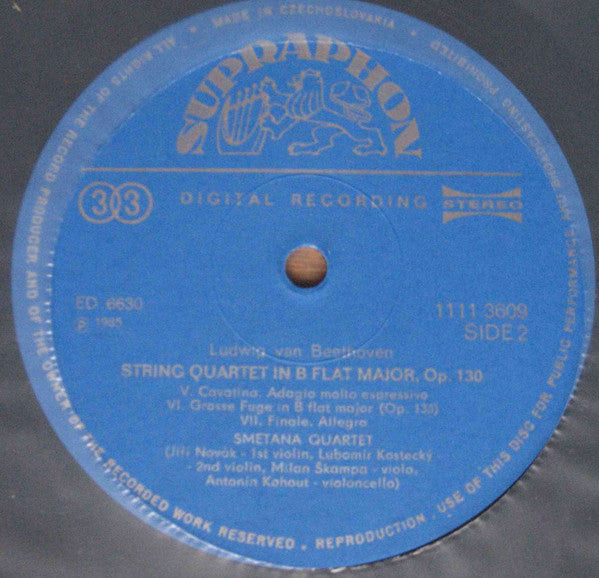 ALL RIGHTS OF THE RECORD PRODUCER AND OF THE OWNER OF THE RECORDED WORK RESERVED - REPRODUCTION - USE OF THIS DISC FOR PUBLIC PERFORMANCE AND BROADCASTING PROHIBITED
MADE IN CZECHOSLOVAKIA
SUPRAPHON
33 DIGITAL RECORDING STEREO
ED 6630 1111 3609
℗ 1985 SIDE 2
Ludwig van Beethoven
STRING QUARTET IN B FLAT MAJOR, Op. 130
V. Cavatina. Adagio molto espressivo
VI. Grosse Fuge in B flat major (Op. 133)
VII. Finale. Allegro
SMETANA QUARTET
(Jiří Novák - 1st violin, Lubomír Kostecký -
- 2nd violin, Milan Škampa - viola,
Antonín Kohout - violoncello)